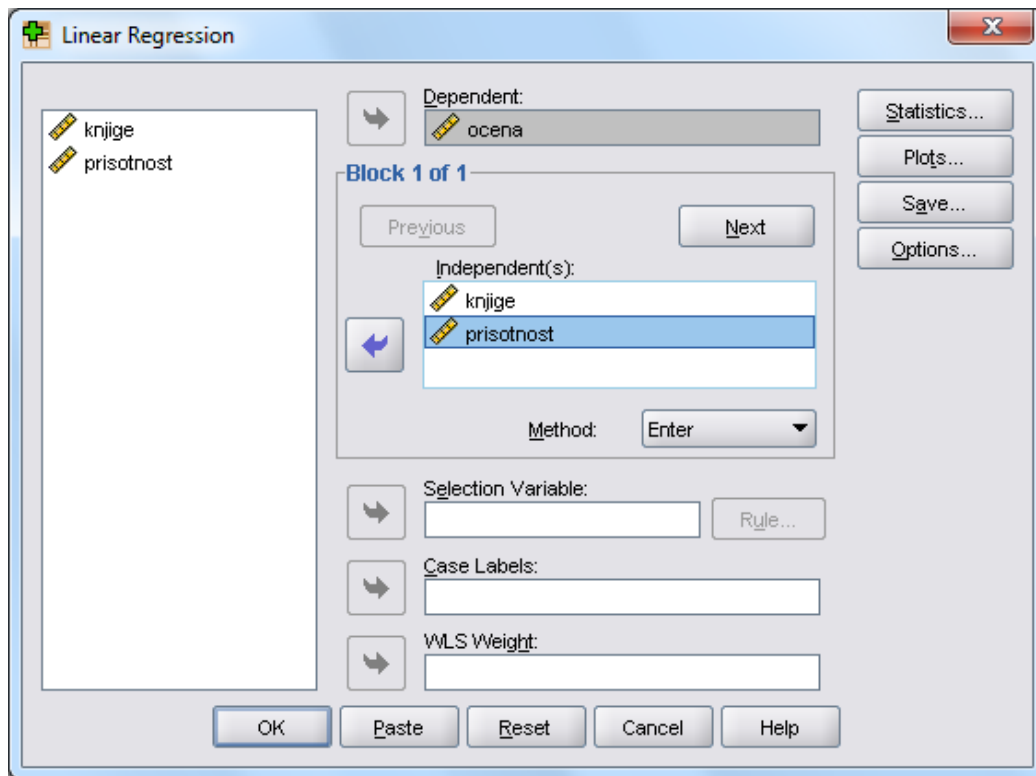 Linear Regression
knjige
prisotnost
Dependent:
ocena
Block 1 of 1
Previous
Next
Independent(s):
knjige
prisotnost
Method:
Enter
Selection Variable:
Rule...
Case Labels:
WLS Weight:
Statistics...
Plots...
Save...
Options...
OK
Paste
Reset
Cancel
Help